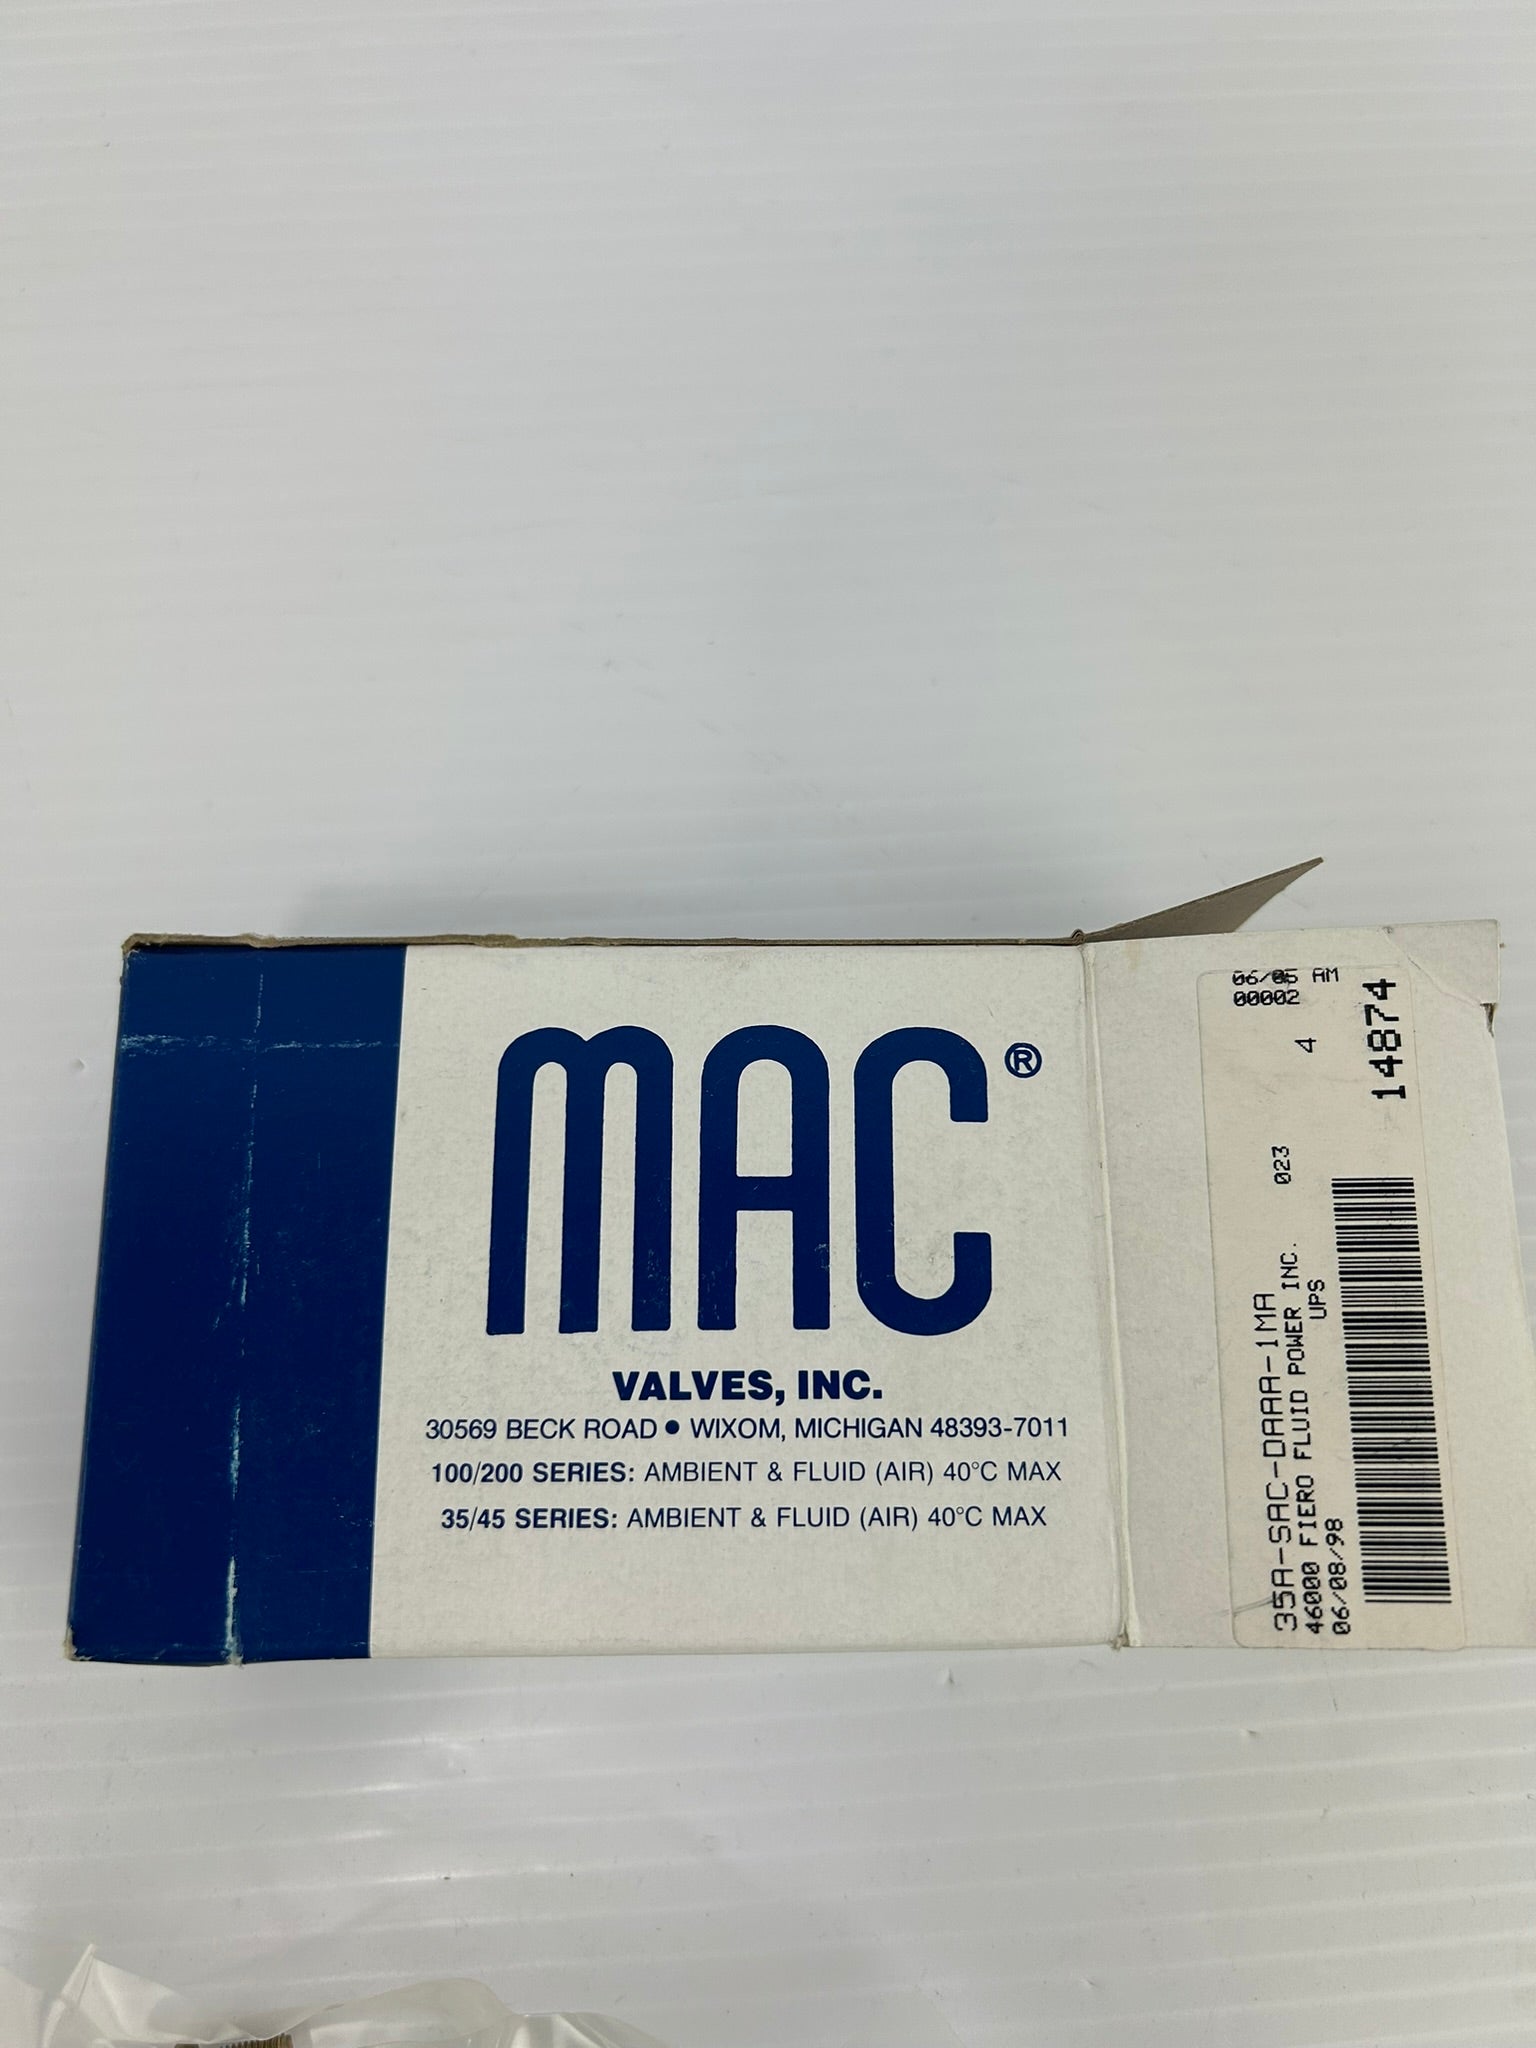 MAC®
VALVES, INC.
30569 BECK ROAD ● WIXOM, MICHIGAN 48393-7011
100/200 SERIES: AMBIENT & FLUID (AIR) 40°C MAX
35/45 SERIES: AMBIENT & FLUID (AIR) 40°C MAX
06/05 AM
00002
4
14874
023
35A-SAC-DAAA-1MA
46000 FIERO FLUID POWER INC.
06/08/98 UPS